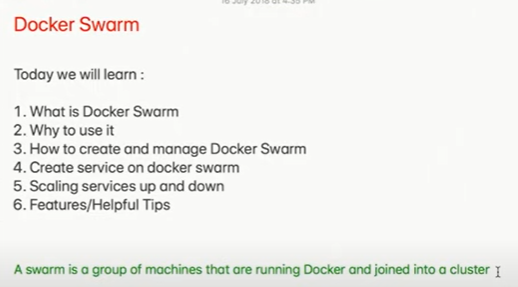 16 July 2018 at 4:35 PM
Docker Swarm
Today we will learn :
1. What is Docker Swarm
2. Why to use it
3. How to create and manage Docker Swarm
4. Create service on docker swarm
5. Scaling services up and down
6. Features/Helpful Tips
A swarm is a group of machines that are running Docker and joined into a cluster